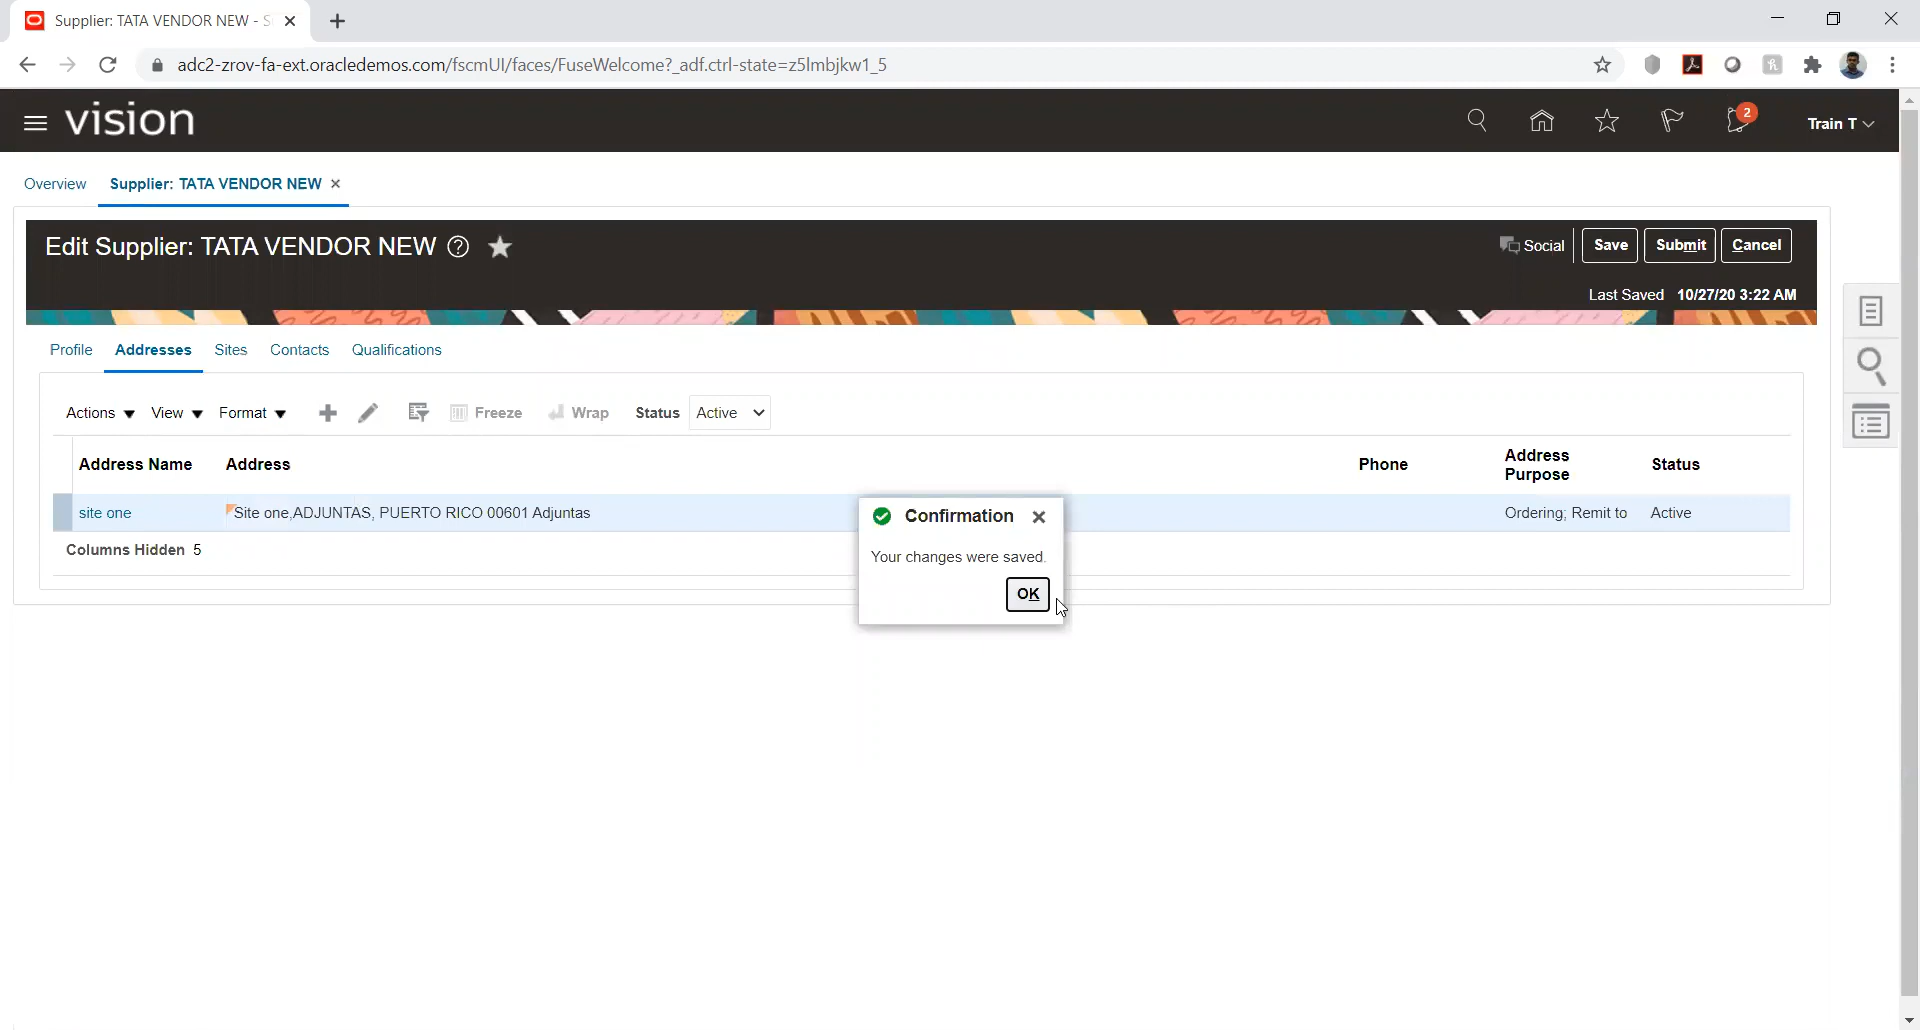 Supplier: TATA VENDOR NEW - S
adc2-zrov-fa-ext.oracledemos.com/fscmUI/faces/FuseWelcome?_adf.ctrl-state=z5lmbjkw1_5
vision
2
Train T
Overview
Supplier: TATA VENDOR NEW
Edit Supplier: TATA VENDOR NEW
Social
Save
Submit
Cancel
Last Saved 10/27/20 3:22 AM
Profile
Addresses
Sites
Contacts
Qualifications
Actions
View
Format
Freeze
Wrap
Status
Active
Address Name
Address
Phone
Address
Purpose
Status
site one
Site one,ADJUNTAS, PUERTO RICO 00601 Adjuntas
Ordering; Remit to
Active
Columns Hidden 5
Confirmation
Your changes were saved.
OK